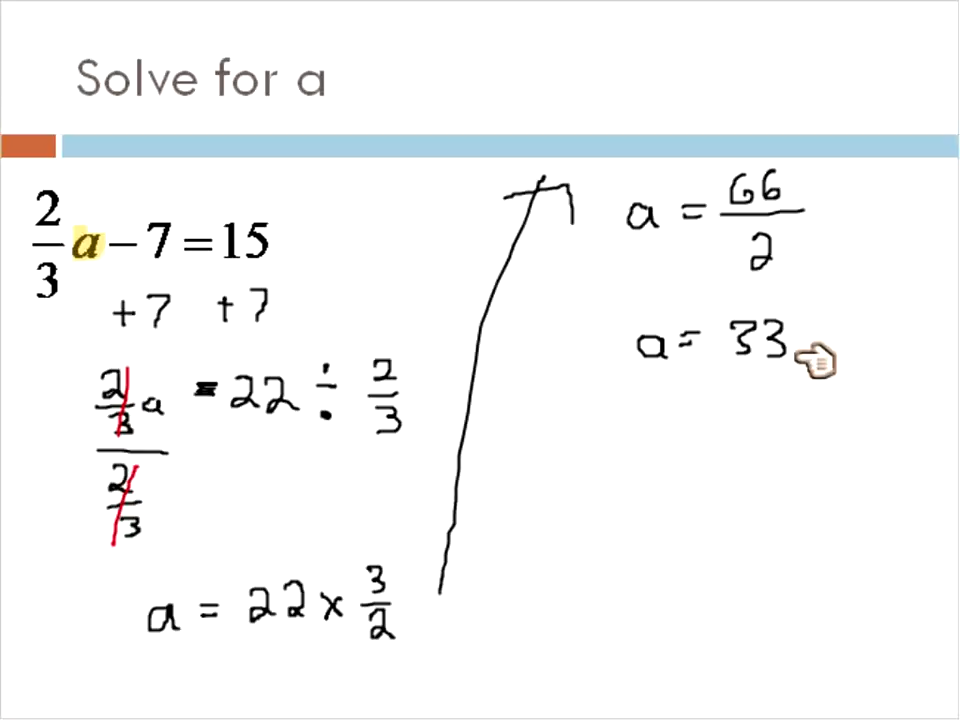 Solve for a
2/3 a − 7 = 15
+7 +7
2/3 a = 22 ÷ 2/3
2/3
a = 22 × 3/2
a = 66/2
a = 33